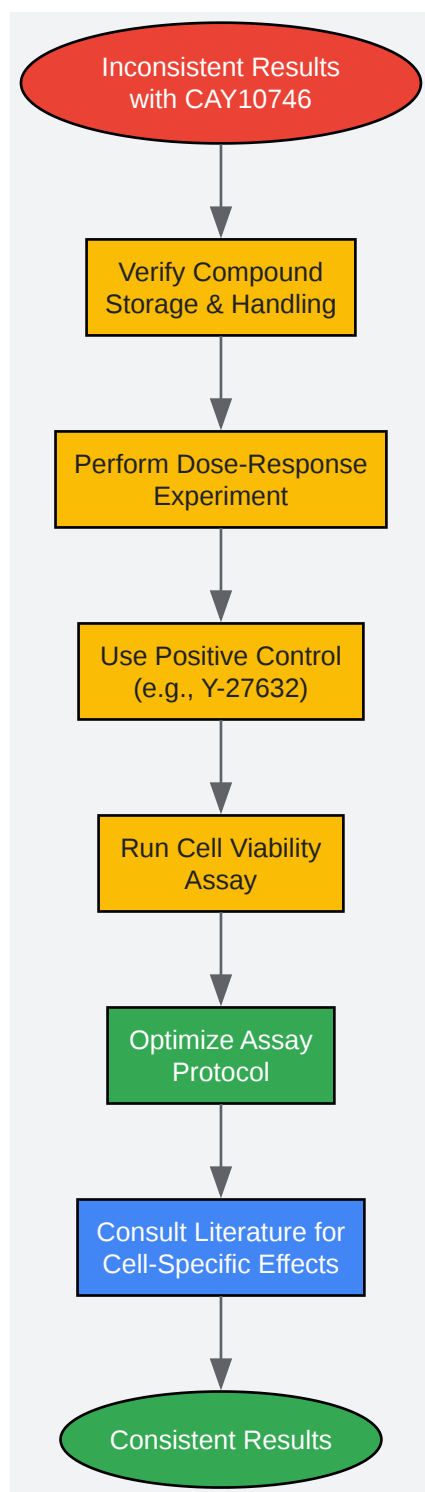 Inconsistent Results
with CAY10746
Verify Compound
Storage & Handling
Perform Dose-Response
Experiment
Use Positive Control
(e.g., Y-27632)
Run Cell Viability
Assay
Optimize Assay
Protocol
Consult Literature for
Cell-Specific Effects
Consistent Results